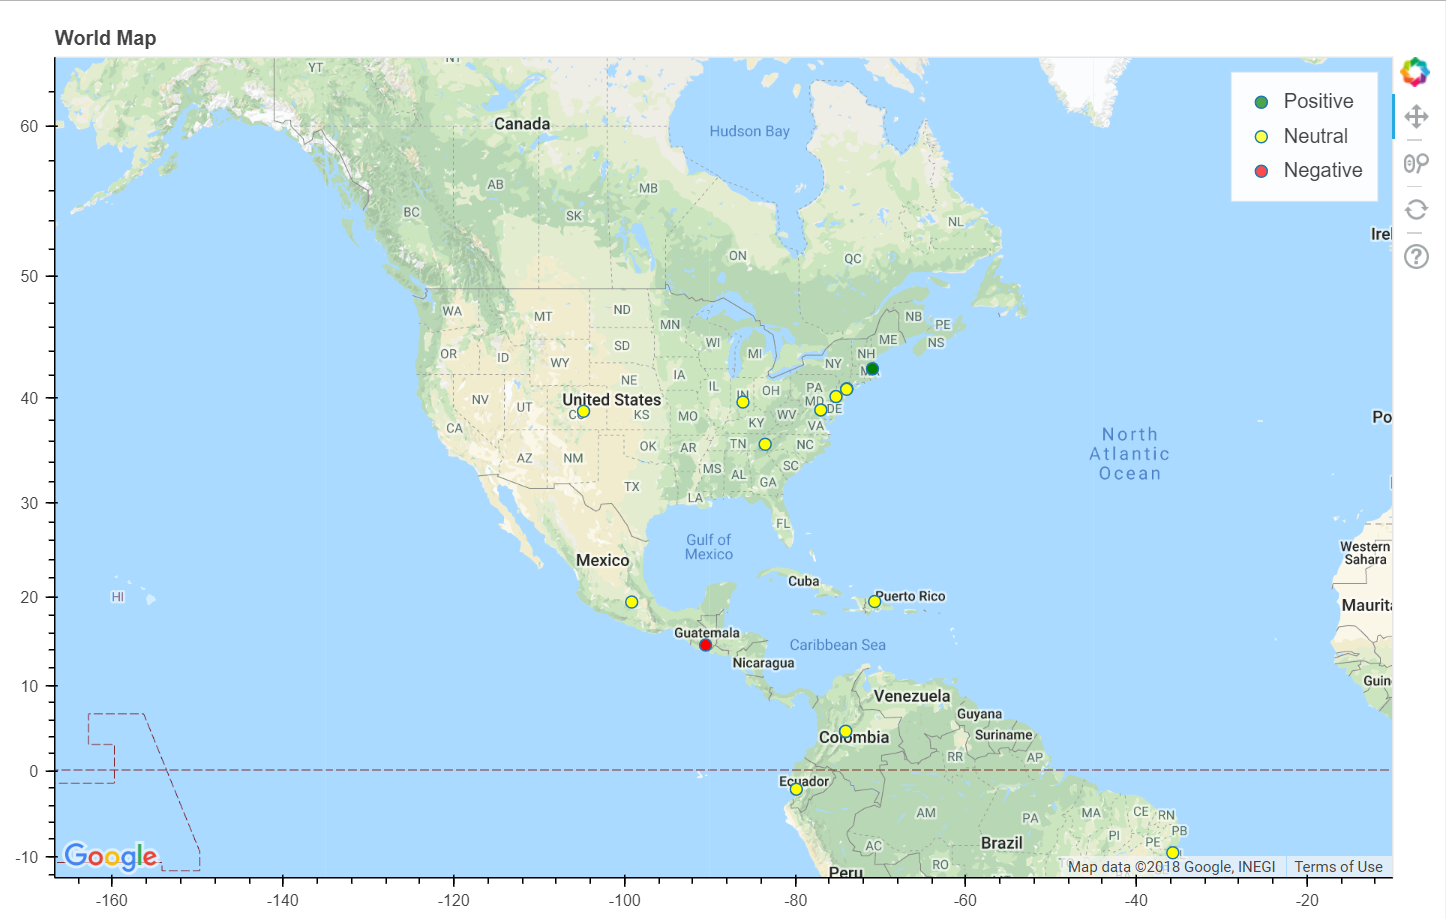 World Map
YT
NT
Canada
Hudson Bay
Positive
Neutral
Negative
60
AB
MB
BC
SK
NL
Irel
ON
QC
50
WA
MT
ND
MN
NB
PE
NS
OR
ID
WY
SD
WI
MI
NY
NH
ME
NE
IA
IL
IN
OH
PA
40
NV
UT
United States
CO
KS
MO
KY
WV
MD
DE
VA
Po
CA
AZ
NM
OK
AR
TN
NC
North
Atlantic
Ocean
TX
MS
AL
GA
SC
LA
30
FL
Gulf of
Mexico
Mexico
Western
Sahara
Cuba
20
HI
Puerto Rico
Maurita
Guatemala
Caribbean Sea
Nicaragua
10
Venezuela
Guin
Guyana
Colombia
Suriname
RR
AP
0
Ecuador
AM
PA
MA
CE
RN
PI
PE
PB
Brazil
AC
RO
-10
Google
Peru
Map data ©2018 Google, INEGI
Terms of Use
-160
-140
-120
-100
-80
-60
-40
-20